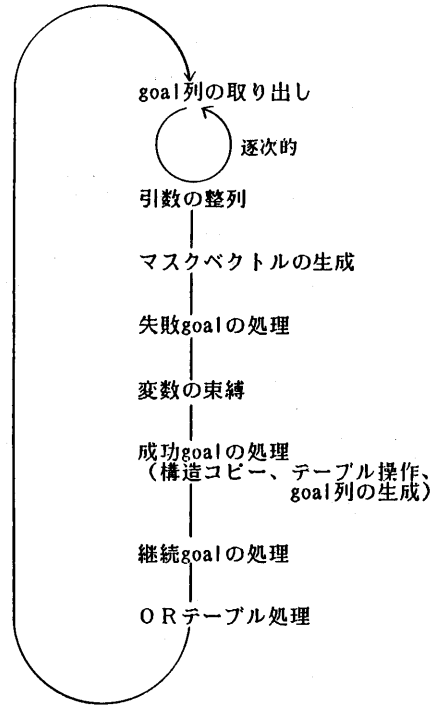 goal列の取り出し
逐次的
引数の整列
マスクベクトルの生成
失敗goalの処理
変数の束縛
成功goalの処理
(構造コピー、テーブル操作、
goal列の生成)
継続goalの処理
ORテーブル処理